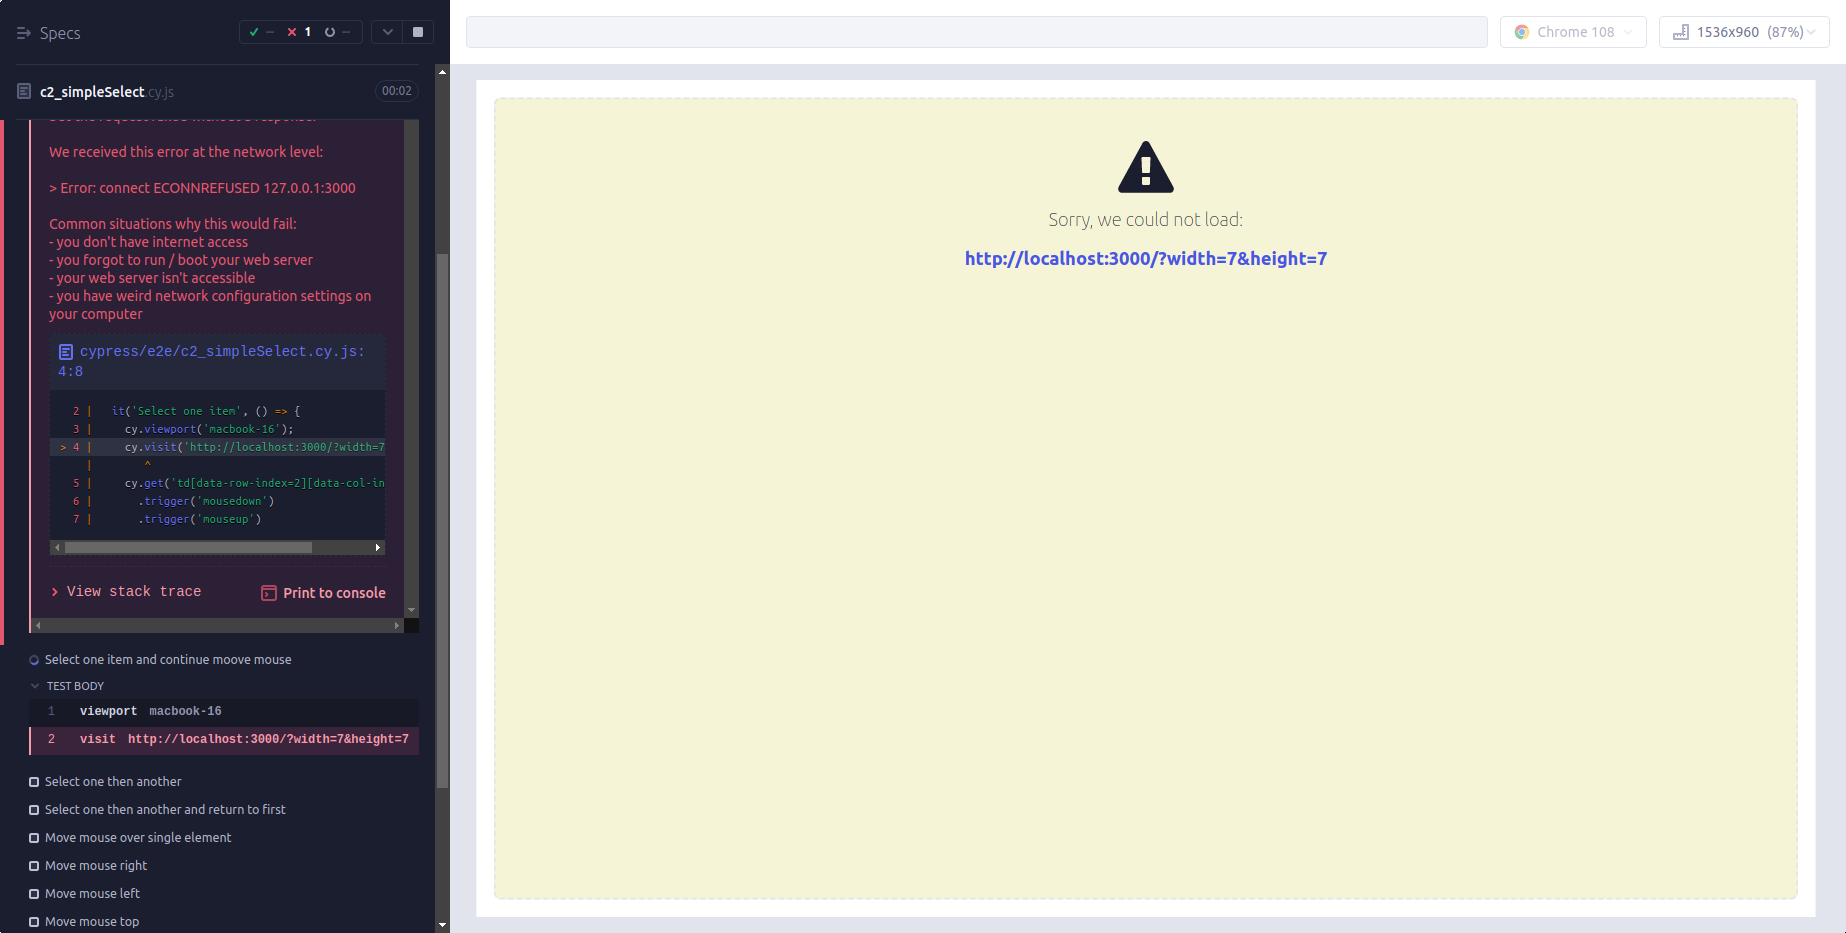 Specs
-- 1 --
c2_simpleSelect.cy.js 00:02
We received this error at the network level:
> Error: connect ECONNREFUSED 127.0.0.1:3000
Common situations why this would fail:
- you don't have internet access
- you forgot to run / boot your web server
- your web server isn't accessible
- you have weird network configuration settings on
your computer
cypress/e2e/c2_simpleSelect.cy.js:
4:8
2 | it('Select one item', () => {
3 | cy.viewport('macbook-16');
> 4 | cy.visit('http://localhost:3000/?width=7
| ^
5 | cy.get('td[data-row-index=2][data-col-in
6 | .trigger('mousedown')
7 | .trigger('mouseup')
> View stack trace Print to console
Select one item and continue moove mouse
TEST BODY
1 viewport macbook-16
2 visit http://localhost:3000/?width=7&height=7
Select one then another
Select one then another and return to first
Move mouse over single element
Move mouse right
Move mouse left
Move mouse top
Chrome 108
1536x960 (87%)
Sorry, we could not load:
http://localhost:3000/?width=7&height=7